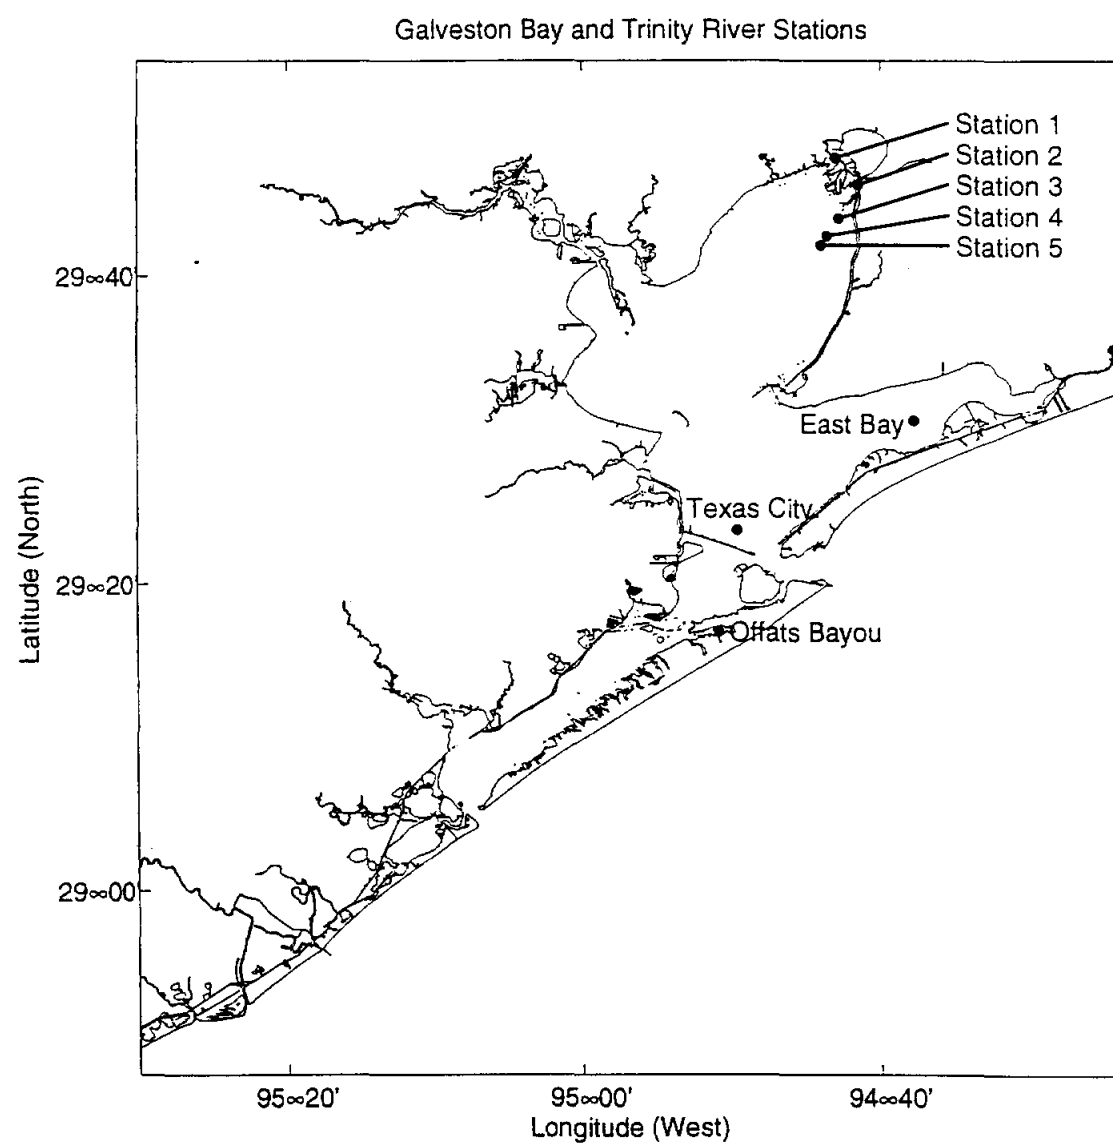 Galveston Bay and Trinity River Stations
Station 1
Station 2
Station 3
Station 4
Station 5
29∞40'
East Bay
Texas City
29∞20'
Offats Bayou
29∞00'
Latitude (North)
95∞20'
95∞00'
94∞40'
Longitude (West)